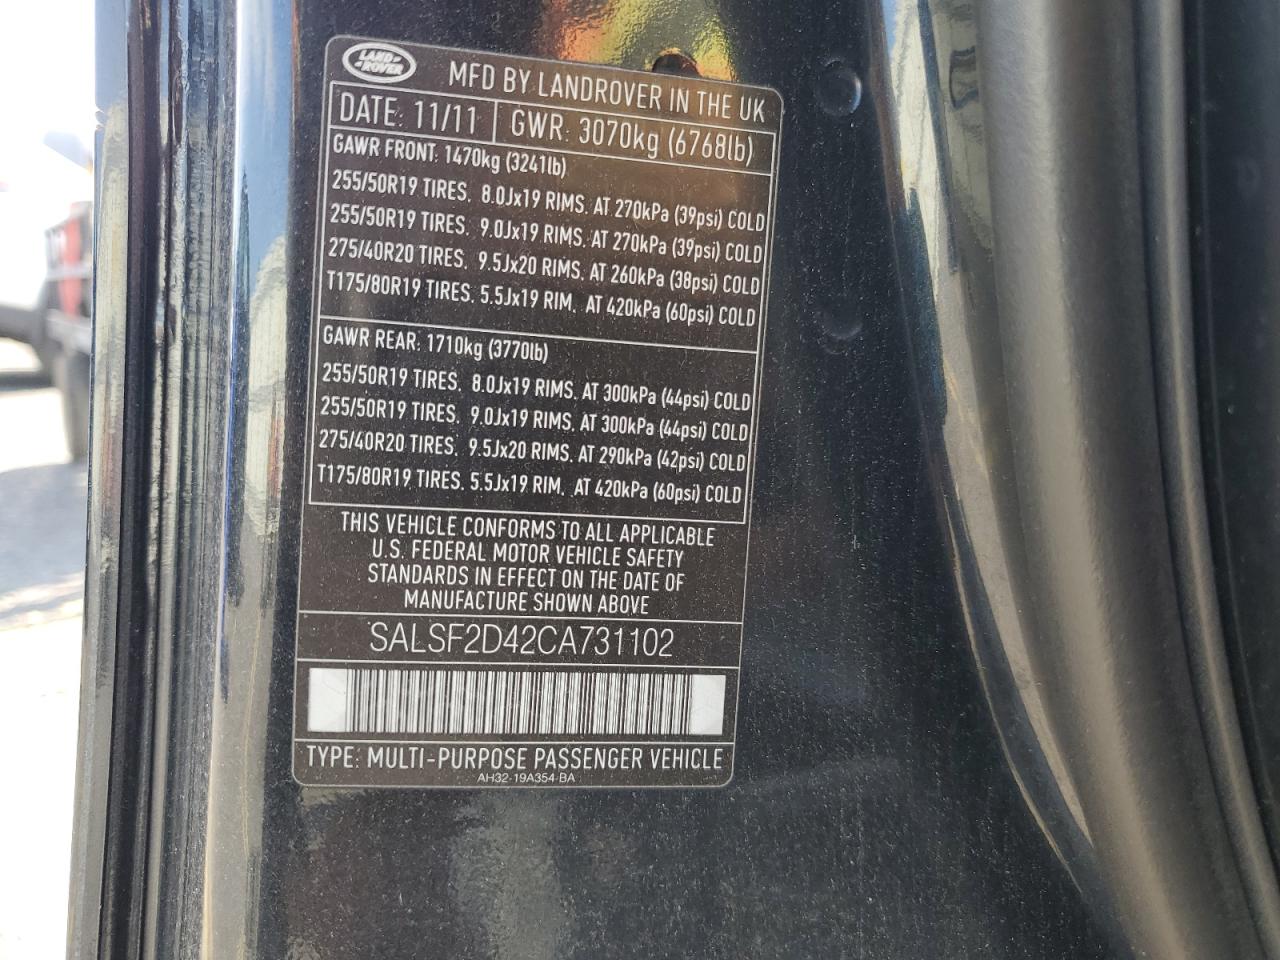 LAND ROVER
MFD BY LANDROVER IN THE UK
DATE: 11/11 GWR: 3070kg (6768lb)
GAWR FRONT: 1470kg (3241lb)
255/50R19 TIRES. 8.0Jx19 RIMS. AT 270kPa (39psi) COLD
255/50R19 TIRES. 9.0Jx19 RIMS. AT 270kPa (39psi) COLD
275/40R20 TIRES. 9.5Jx20 RIMS. AT 260kPa (38psi) COLD
T175/80R19 TIRES. 5.5Jx19 RIM. AT 420kPa (60psi) COLD
GAWR REAR: 1710kg (3770lb)
255/50R19 TIRES. 8.0Jx19 RIMS. AT 300kPa (44psi) COLD
255/50R19 TIRES. 9.0Jx19 RIMS. AT 300kPa (44psi) COLD
275/40R20 TIRES. 9.5Jx20 RIMS. AT 290kPa (42psi) COLD
T175/80R19 TIRES. 5.5Jx19 RIM. AT 420kPa (60psi) COLD
THIS VEHICLE CONFORMS TO ALL APPLICABLE
U.S. FEDERAL MOTOR VEHICLE SAFETY
STANDARDS IN EFFECT ON THE DATE OF
MANUFACTURE SHOWN ABOVE
SALSF2D42CA731102
TYPE: MULTI-PURPOSE PASSENGER VEHICLE
AH32-19A354-BA